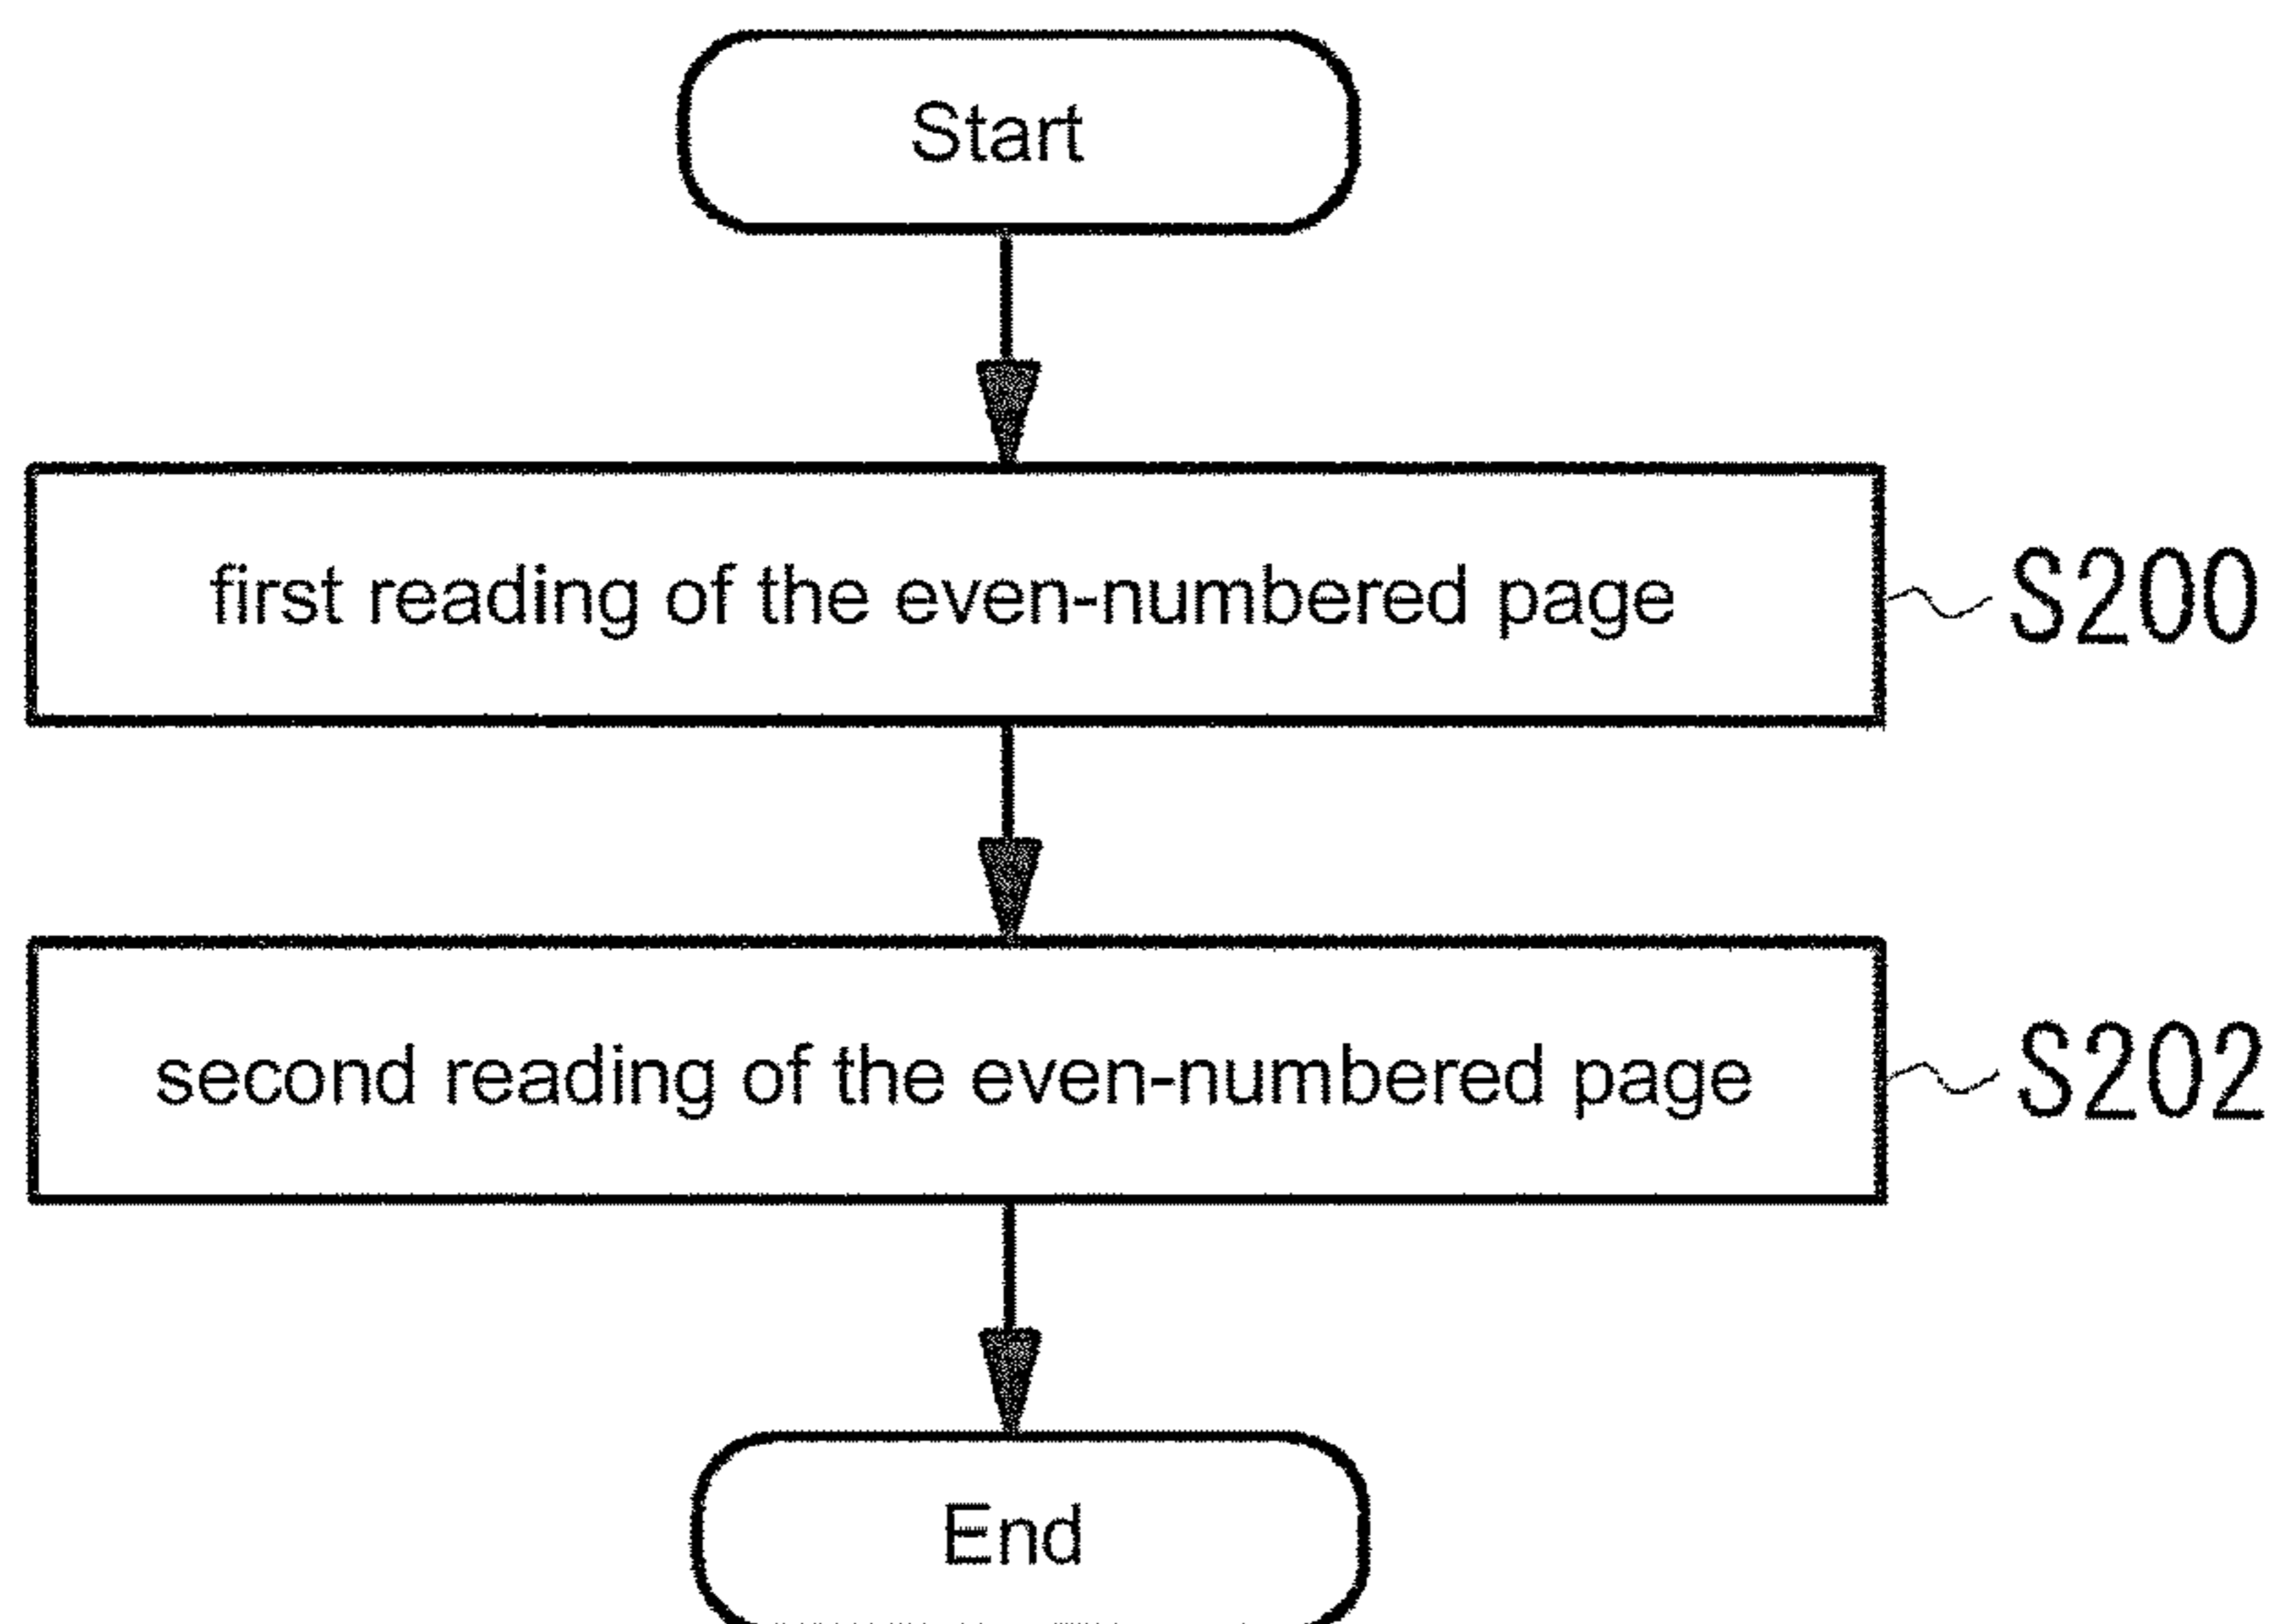 Start
first reading of the even-numbered page
S200
second reading of the even-numbered page
S202
End